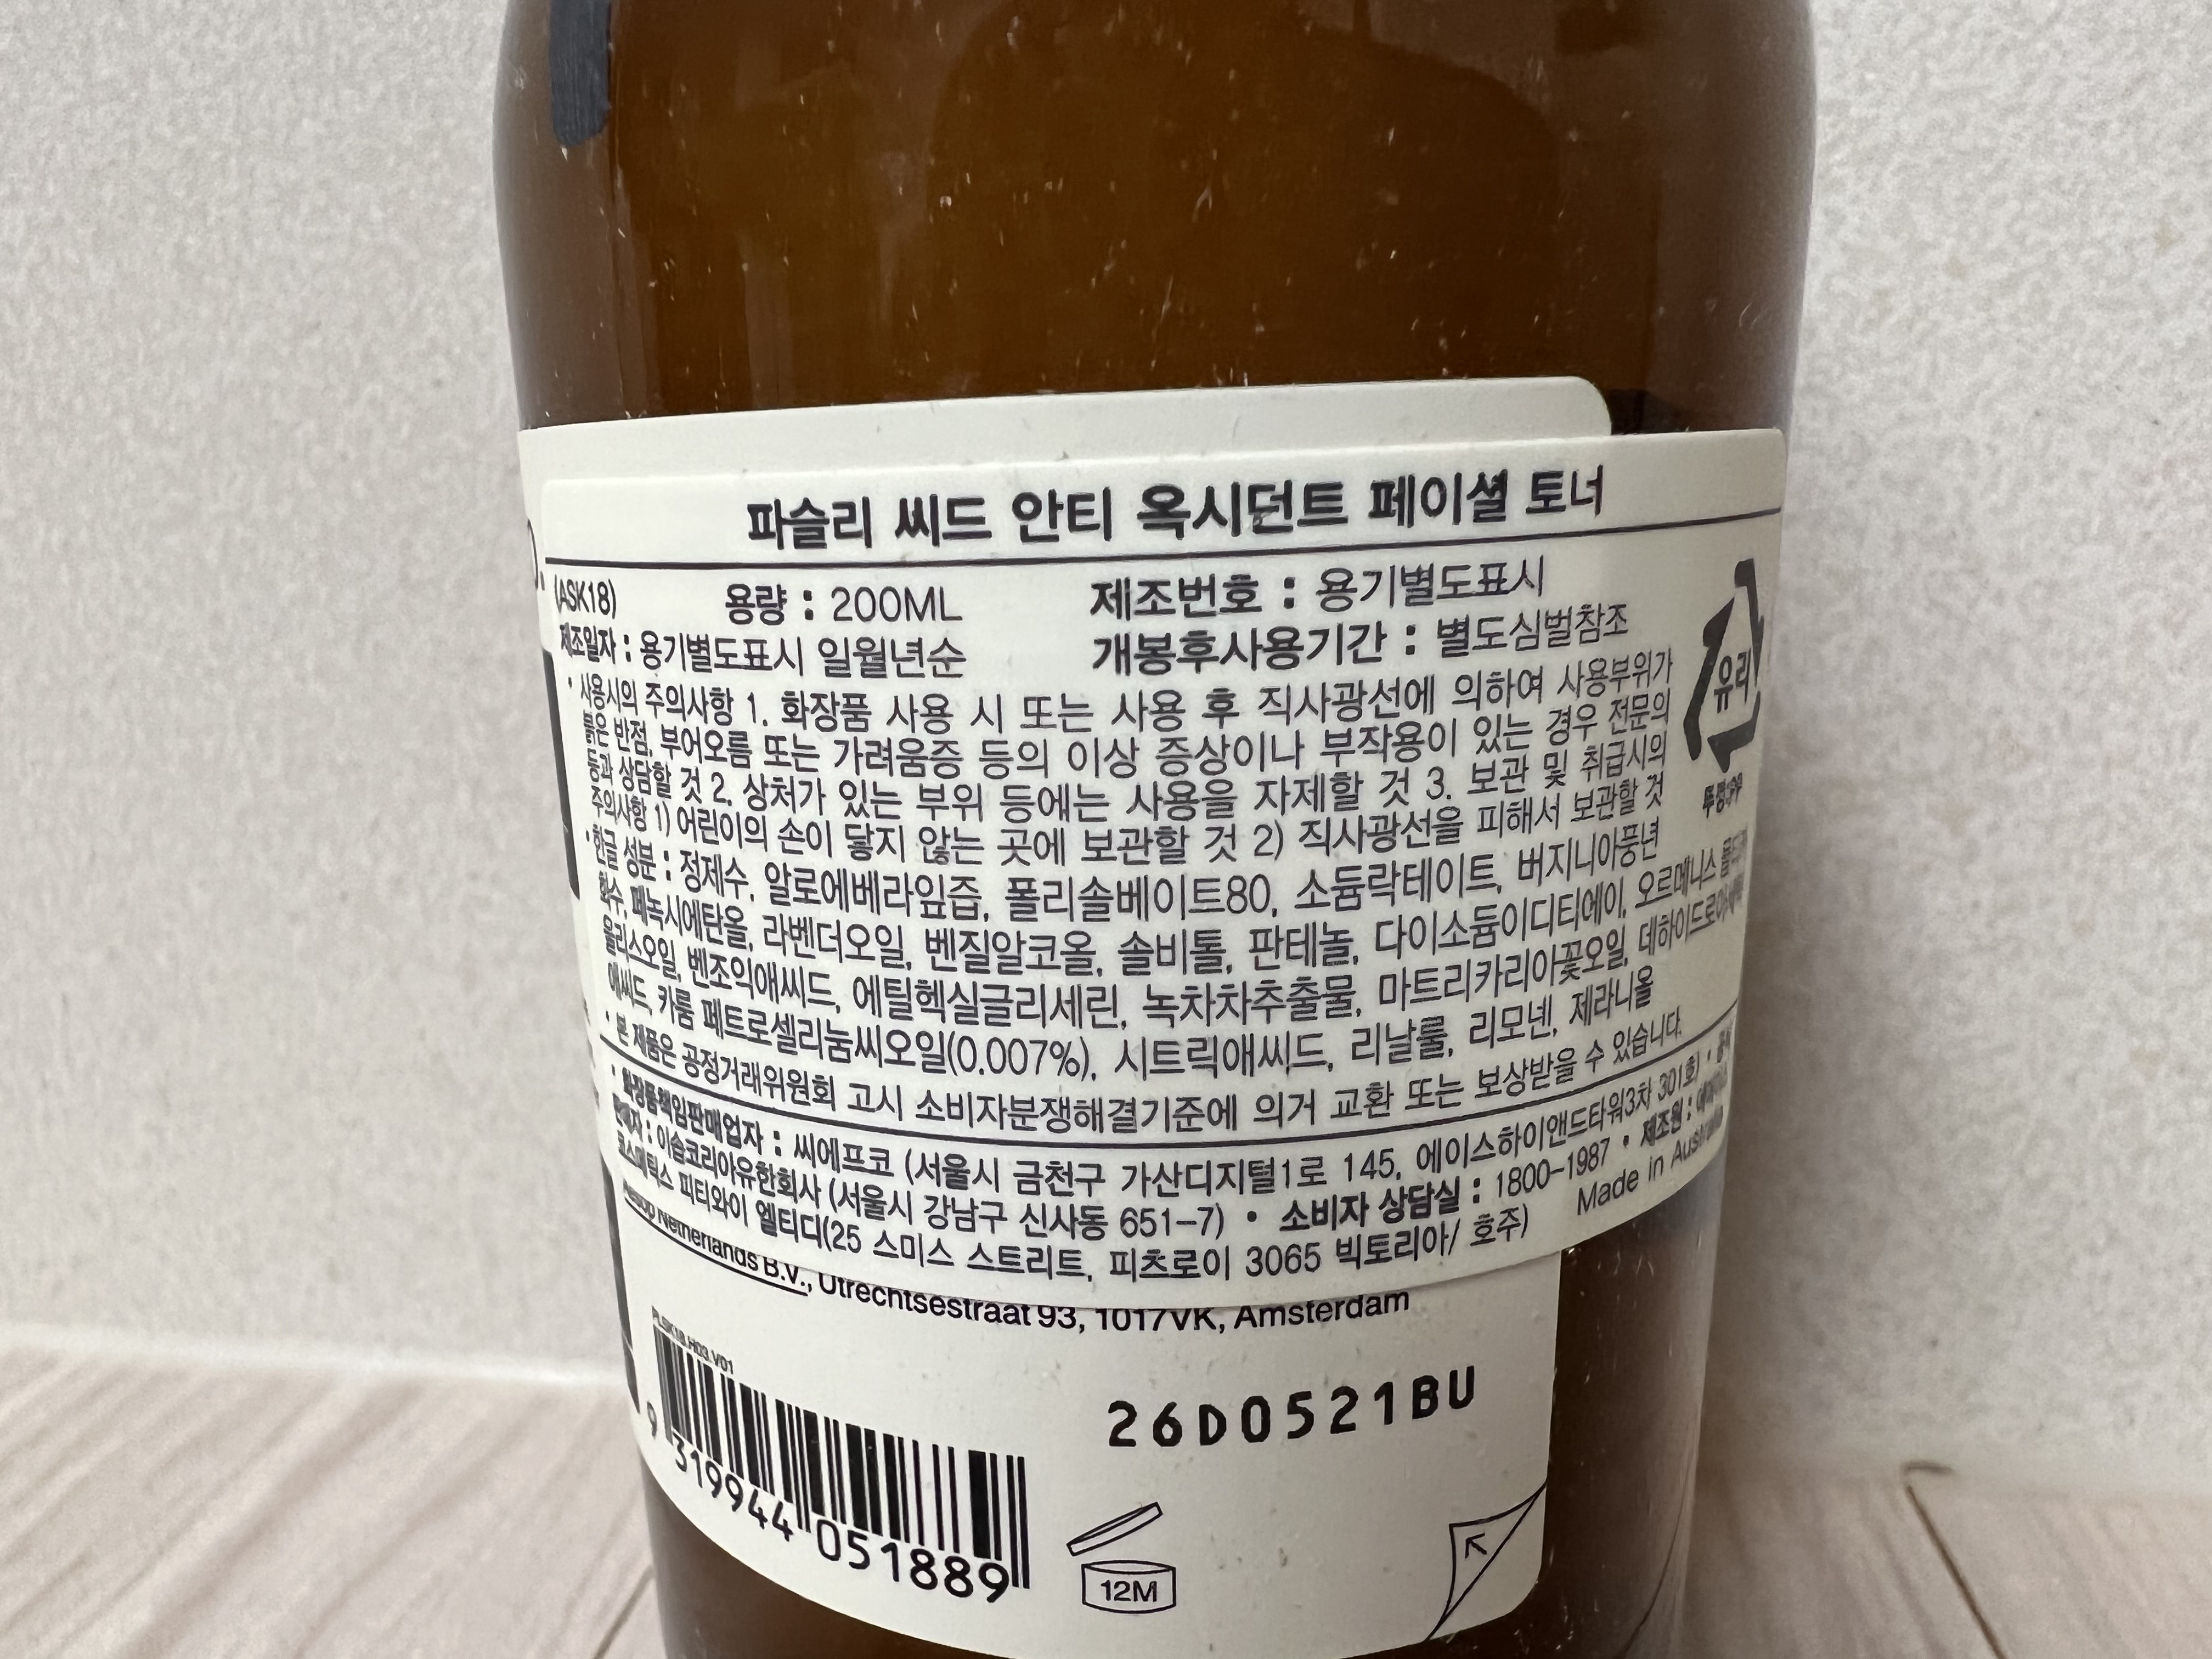 파슬리 씨드 안티 옥시던트 페이셜 토너
(ASK18) 용량 : 200ML 제조번호 : 용기별도표시
제조일자 : 용기별도표시 일월년순 개봉후사용기간 : 별도심벌참조
• 사용시의 주의사항 1. 화장품 사용 시 또는 사용 후 직사광선에 의하여 사용부위가
붉은 반점, 부어오름 또는 가려움증 등의 이상 증상이나 부작용이 있는 경우 전문의
등과 상담할 것 2. 상처가 있는 부위 등에는 사용을 자제할 것 3. 보관 및 취급시의
주의사항 1) 어린이의 손이 닿지 않는 곳에 보관할 것 2) 직사광선을 피해서 보관할 것
• 한글 성분 : 정제수, 알로에베라잎즙, 폴리솔베이트80, 소듐락테이트, 버지니아풍년
화수, 페녹시에탄올, 라벤더오일, 벤질알코올, 솔비톨, 판테놀, 다이소듐이디티에이, 오르메니스
올리스오일, 벤조익애씨드, 에틸헥실글리세린, 녹차추출물, 마트리카리아꽃오일,
애씨드, 카룸 페트로셀리눔씨오일(0.007%), 시트릭애씨드, 리날룰, 리모넨, 제라니올
• 본 제품은 공정거래위원회 고시 소비자분쟁해결기준에 의거 교환 또는 보상받을 수 있습니다.
• 화장품책임판매업자 : 씨에프코 (서울시 금천구 가산디지털1로 145, 에이스하이앤드타워3차 301호) •
판매자 : 이솝코리아유한회사 (서울시 강남구 신사동 651-7) • 소비자 상담실 : 1800-1987 • 제조원 :
코스메틱스 피티와이 엘티디(25 스미스 스트리트, 피츠로이 3065 빅토리아/ 호주) Made in
유리
뚜껑:PP
Netherlands B.V., Utrechtsestraat 93, 1017VK, Amsterdam
26D0521BU
9 319944 051889
12M